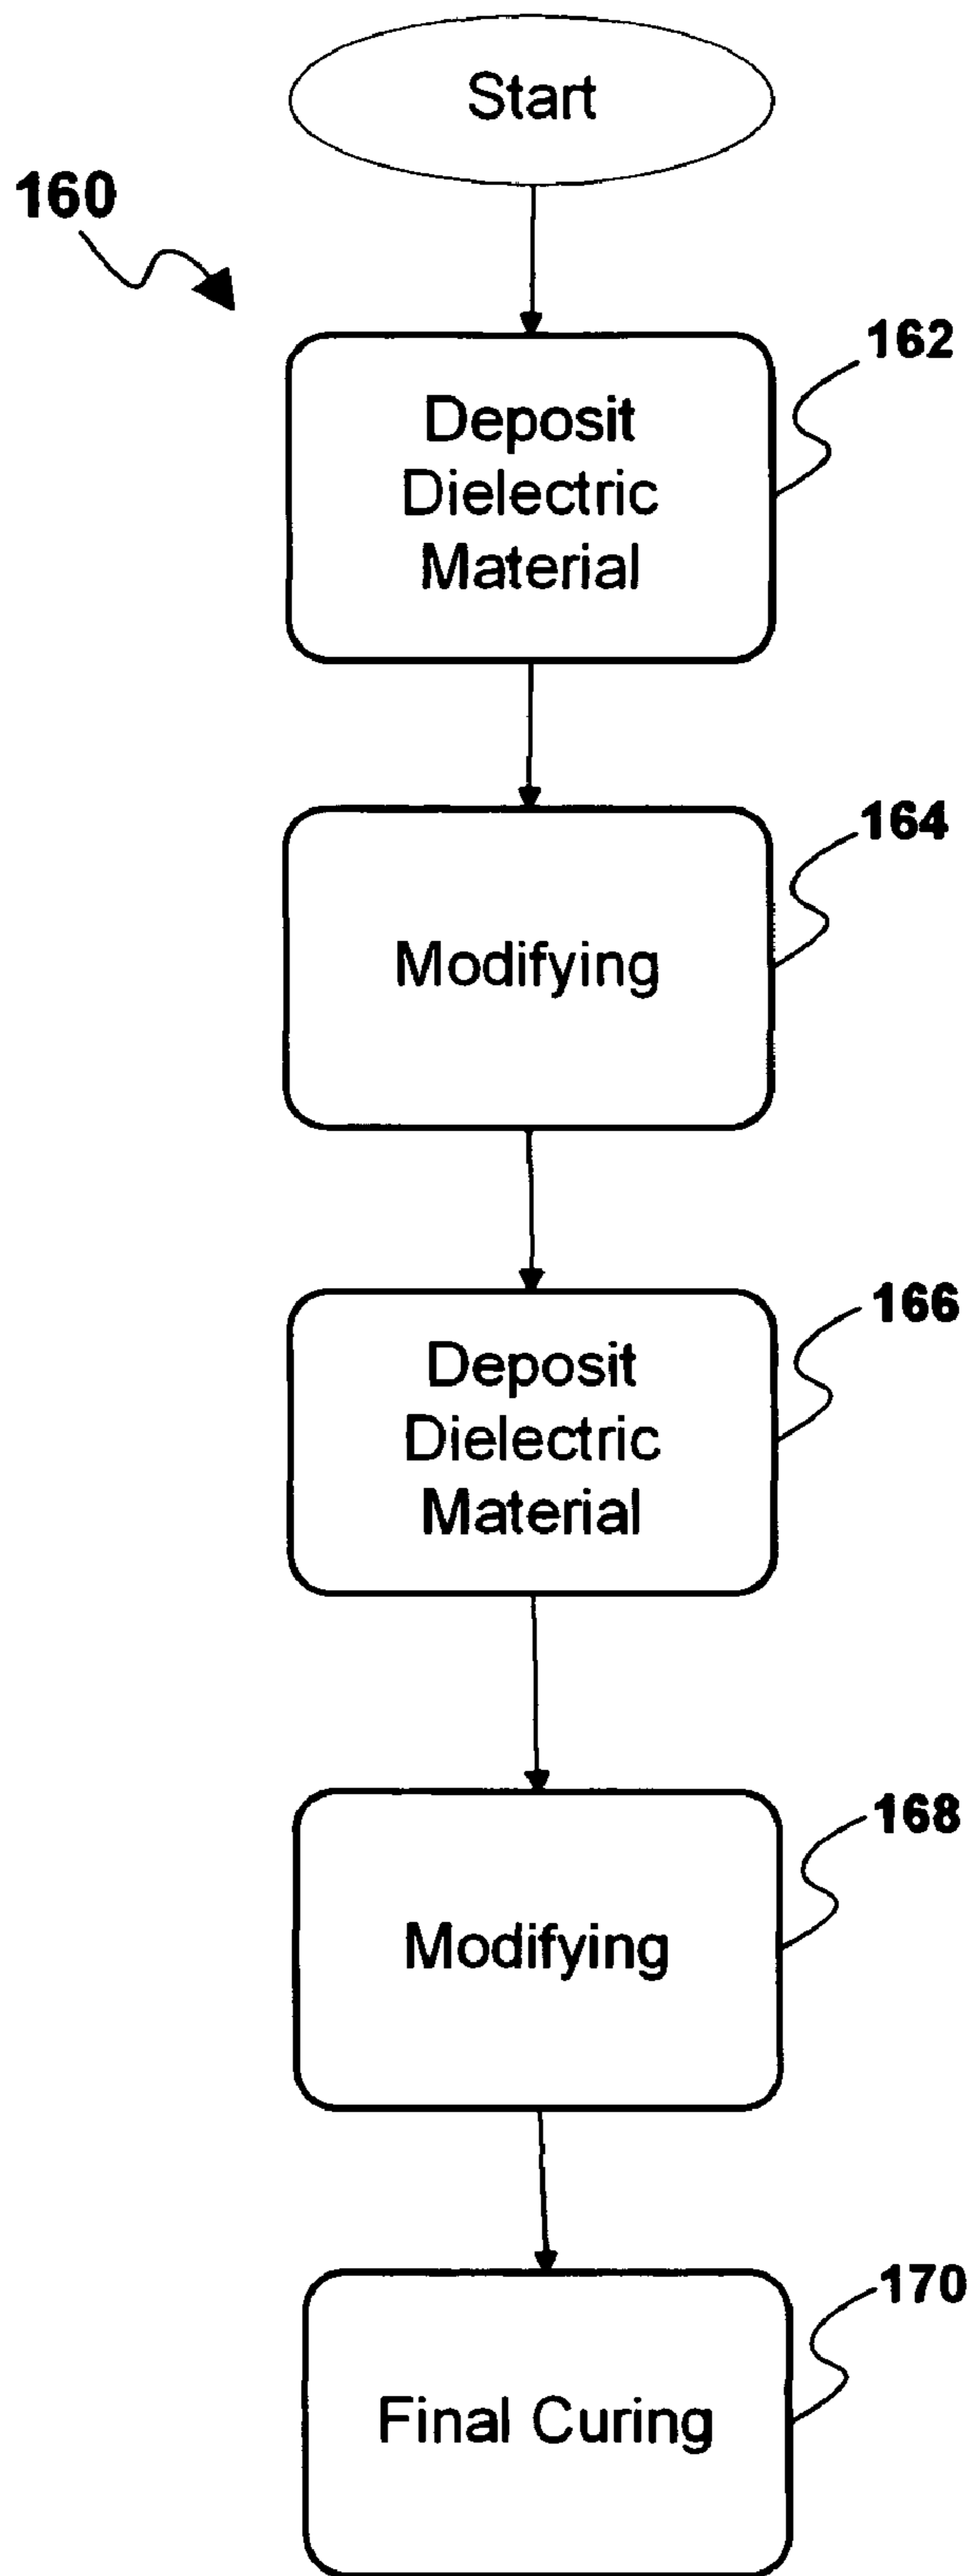 Start
160
162
Deposit
Dielectric
Material
164
Modifying
166
Deposit
Dielectric
Material
168
Modifying
170
Final Curing